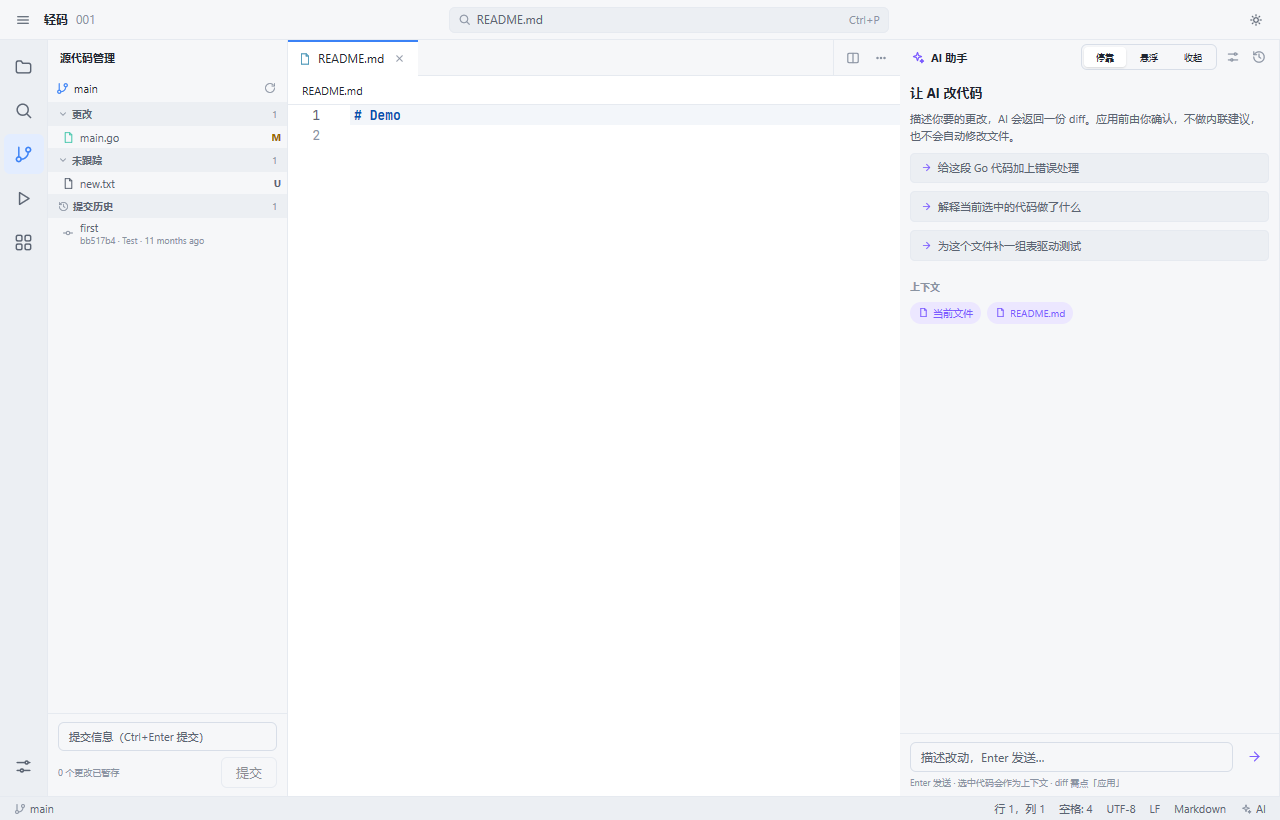 轻码 001
README.md Ctrl+P
源代码管理
main
更改 1
main.go M
未跟踪 1
new.txt U
提交历史 1
first
bb517b4 · Test · 11 months ago
提交信息（Ctrl+Enter 提交）
0 个更改已暂存 提交
README.md
README.md
1 # Demo
2
AI 助手 停靠 悬浮 收起
让 AI 改代码
描述你要的更改，AI 会返回一份 diff。应用前由你确认，不做内联建议，
也不会自动修改文件。
给这段 Go 代码加上错误处理
解释当前选中的代码做了什么
为这个文件补一组表驱动测试
上下文
当前文件 README.md
描述改动，Enter 发送...
Enter 发送 · 选中代码会作为上下文 · diff 需点「应用」
main 行 1，列 1 空格: 4 UTF-8 LF Markdown AI